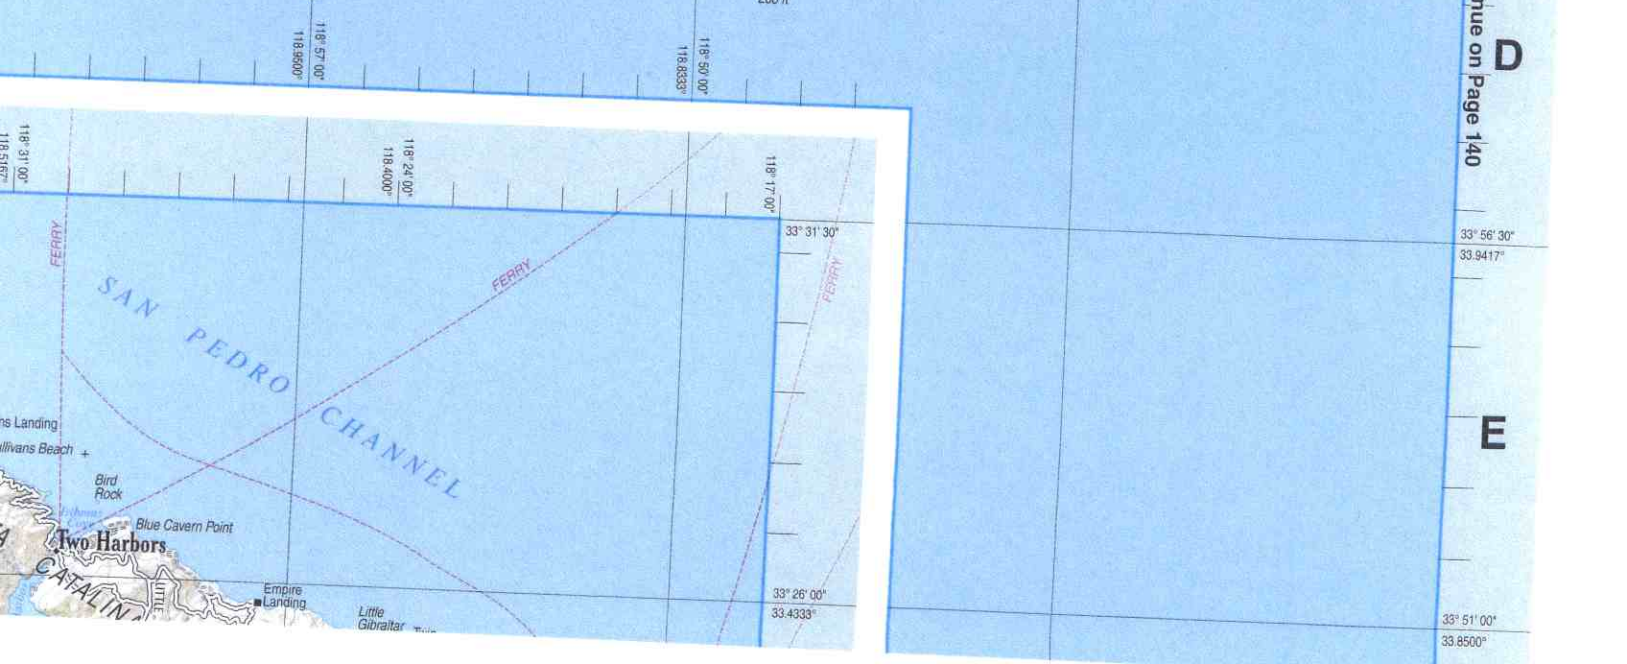 118.9500°
118° 57' 00"
118.8333°
118° 50' 00"
nue on Page 140
D
118.5167°
118° 31' 00"
118.4000°
118° 24' 00"
118° 17' 00"
33° 31' 30"
33° 56' 30"
33.9417°
FERRY
FERRY
FERRY
SAN PEDRO CHANNEL
ns Landing
llivans Beach
Bird
Rock
Blue Cavern Point
Two Harbors
CATALINA
LITTLE
Empire
Landing
Little
Gibraltar
E
33° 26' 00"
33.4333°
33° 51' 00"
33.8500°